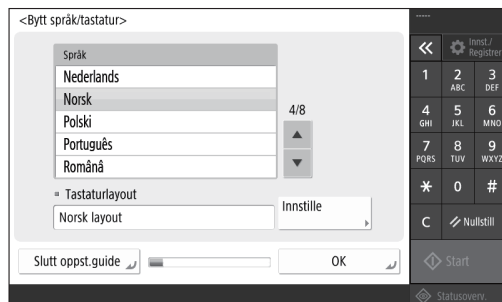 <Bytt språk/tastatur>
Språk
Nederlands
Norsk
Polski
Português
Română
4/8
Tastaturlayout
Norsk layout
Innstille
Slutt oppst.guide
OK
-----
Innst./
Registrer
1
2
ABC
3
DEF
4
GHI
5
JKL
6
MNO
7
PQRS
8
TUV
9
WXYZ
*
0
#
C
Nullstill
Start
Statusoverv.